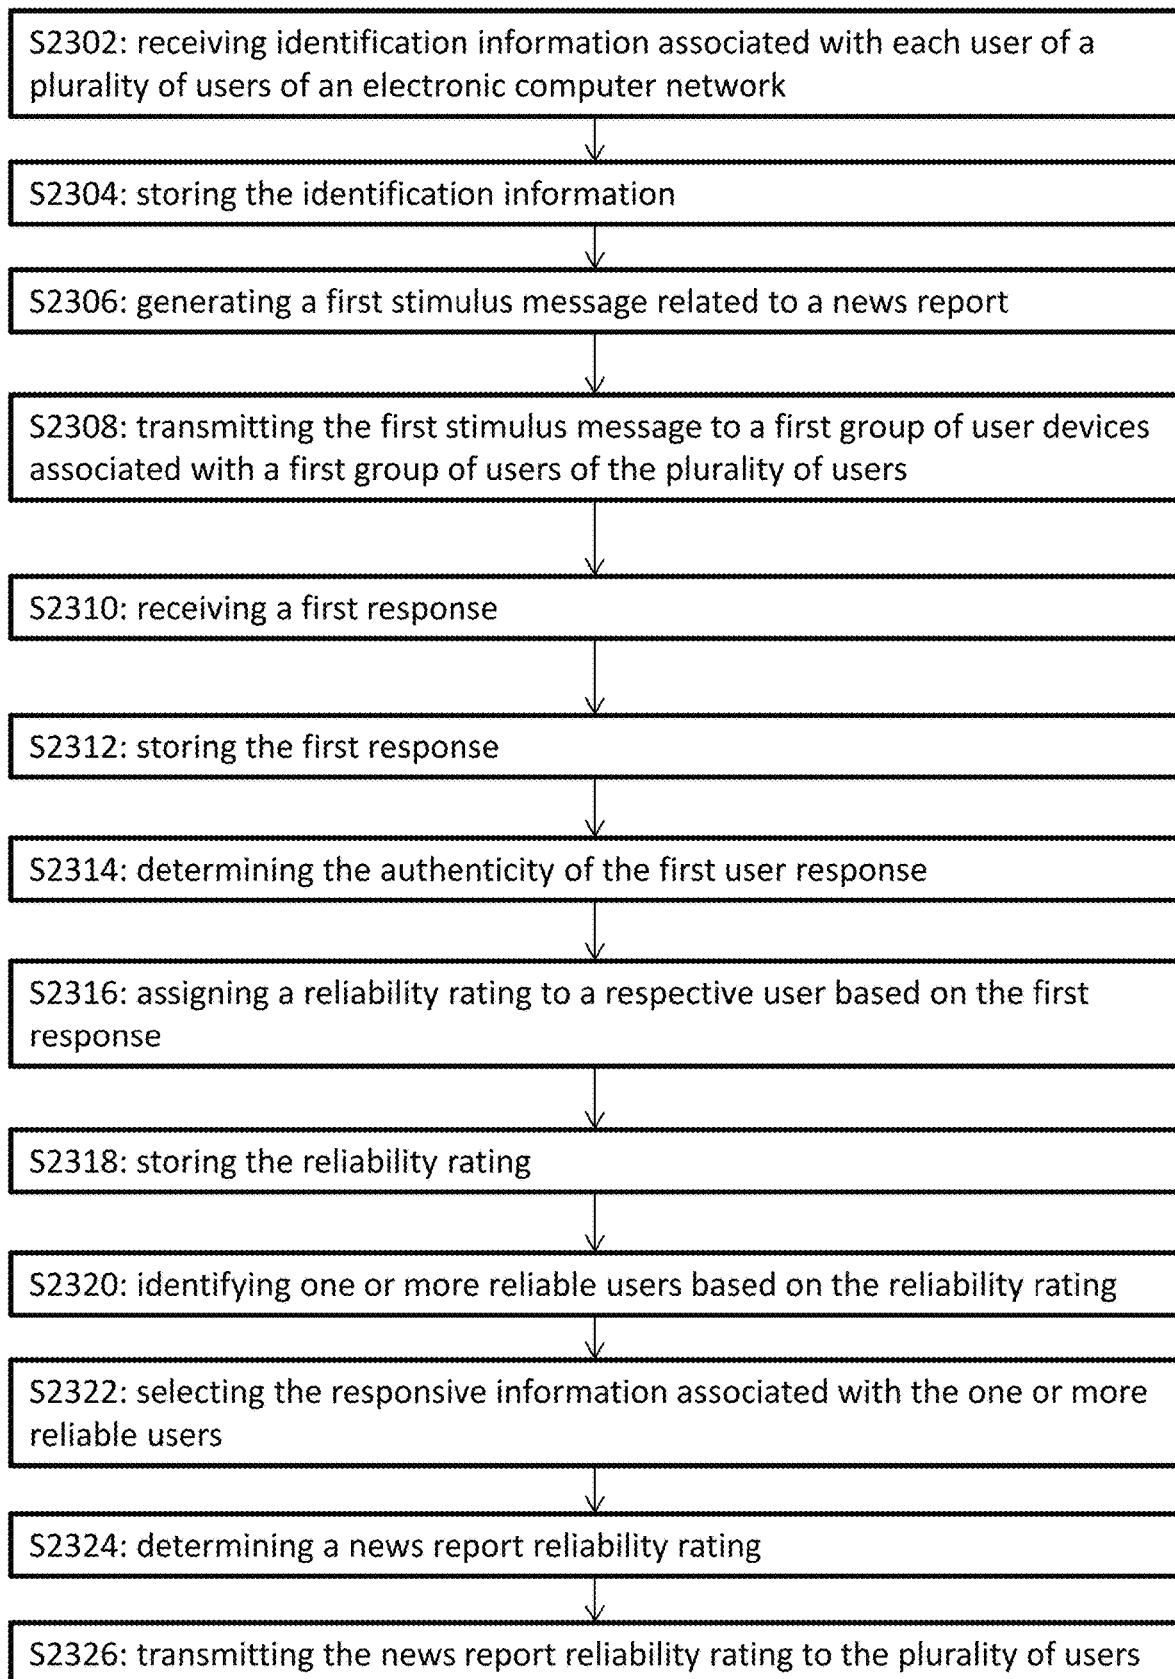 S2302: receiving identification information associated with each user of a
plurality of users of an electronic computer network
S2304: storing the identification information
S2306: generating a first stimulus message related to a news report
S2308: transmitting the first stimulus message to a first group of user devices
associated with a first group of users of the plurality of users
S2310: receiving a first response
S2312: storing the first response
S2314: determining the authenticity of the first user response
S2316: assigning a reliability rating to a respective user based on the first
response
S2318: storing the reliability rating
S2320: identifying one or more reliable users based on the reliability rating
S2322: selecting the responsive information associated with the one or more
reliable users
S2324: determining a news report reliability rating
S2326: transmitting the news report reliability rating to the plurality of users